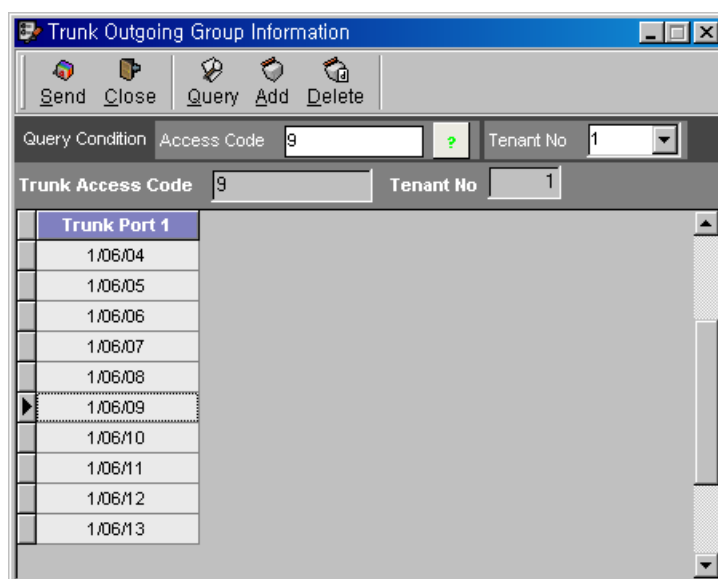 Trunk Outgoing Group Information
Send Close Query Add Delete
Query Condition Access Code 9 ? Tenant No 1
Trunk Access Code 9 Tenant No 1
Trunk Port 1
1/06/04
1/06/05
1/06/06
1/06/07
1/06/08
1/06/09
1/06/10
1/06/11
1/06/12
1/06/13